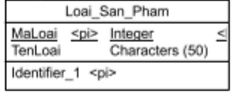 Loai_San_Pham
MaLoai <pi> Integer <
TenLoai Characters (50)
Identifier_1 <pi>